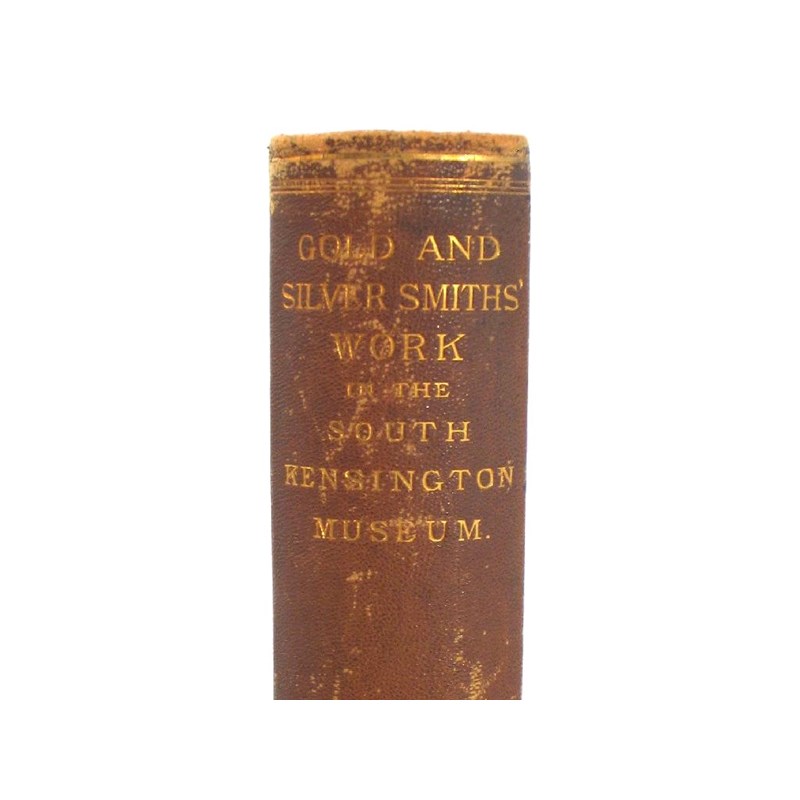 GOLD AND
SILVER SMITHS'
WORK
IN THE
SOUTH
KENSINGTON
MUSEUM.